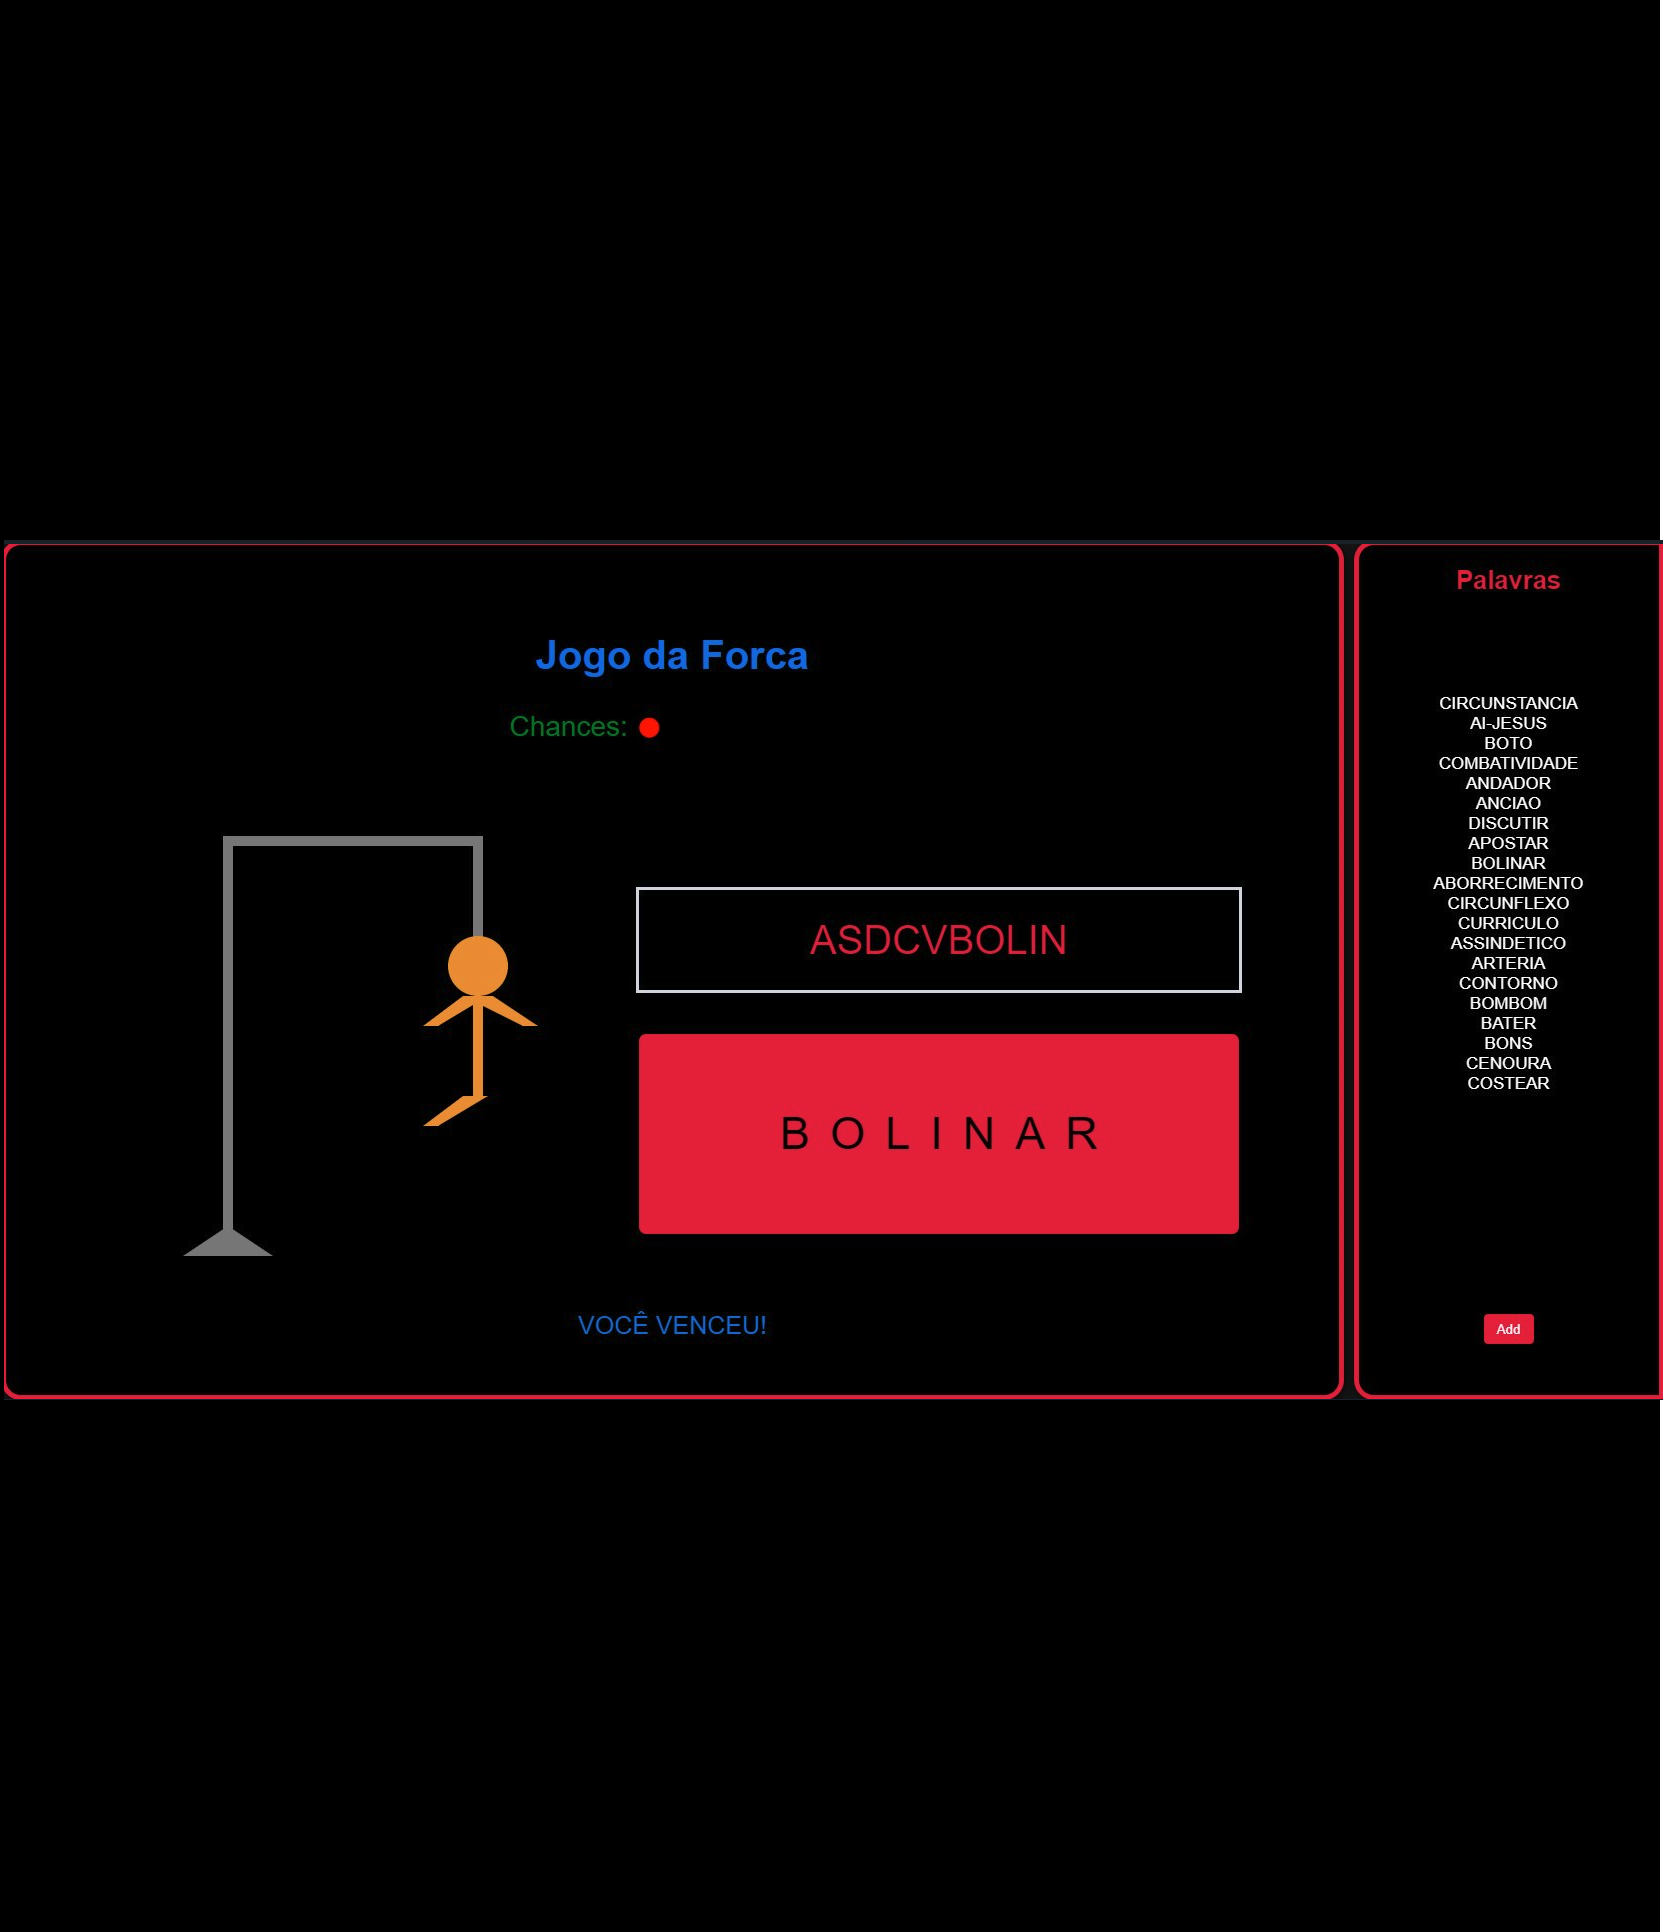 Jogo da Forca
Chances:
ASDCVBOLIN
B O L I N A R
VOCÊ VENCEU!
Palavras
CIRCUNSTANCIA
AI-JESUS
BOTO
COMBATIVIDADE
ANDADOR
ANCIAO
DISCUTIR
APOSTAR
BOLINAR
ABORRECIMENTO
CIRCUNFLEXO
CURRICULO
ASSINDETICO
ARTERIA
CONTORNO
BOMBOM
BATER
BONS
CENOURA
COSTEAR
Add